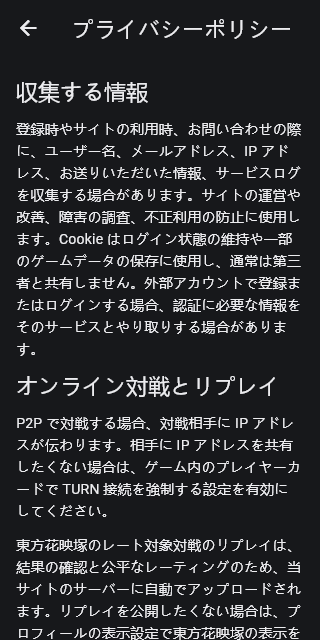 プライバシーポリシー
収集する情報
登録時やサイトの利用時、お問い合わせの際
に、ユーザー名、メールアドレス、IP アド
レス、お送りいただいた情報、サービスログ
を収集する場合があります。サイトの運営や
改善、障害の調査、不正利用の防止に使用し
ます。Cookie はログイン状態の維持や一部
のゲームデータの保存に使用し、通常は第三
者と共有しません。外部アカウントで登録ま
たはログインする場合、認証に必要な情報を
そのサービスとやり取りする場合がありま
す。
オンライン対戦とリプレイ
P2P で対戦する場合、対戦相手に IP アドレ
スが伝わります。相手に IP アドレスを共有
したくない場合は、ゲーム内のプレイヤーカ
ードで TURN 接続を強制する設定を有効に
してください。
東方花映塚のレート対象対戦のリプレイは、
結果の確認と公平なレーティングのため、当
サイトのサーバーに自動でアップロードされ
ます。リプレイを公開したくない場合は、プ
ロフィールの表示設定で東方花映塚の表示を